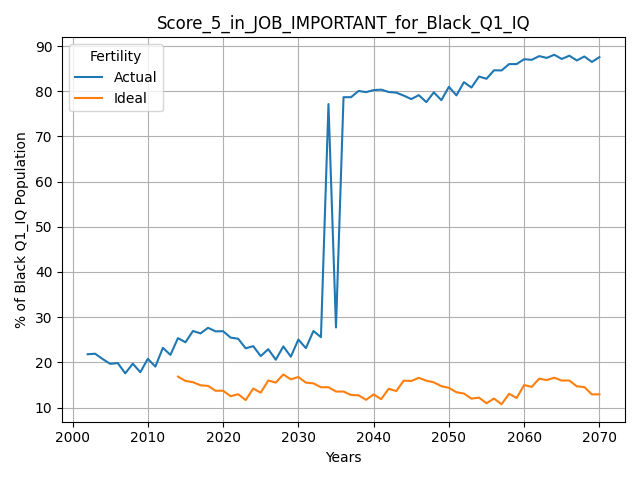 Score_5_in_JOB_IMPORTANT_for_Black_Q1_IQ
Fertility
Actual
Ideal
% of Black Q1_IQ Population
90
80
70
60
50
40
30
20
10
2000 2010 2020 2030 2040 2050 2060 2070
Years